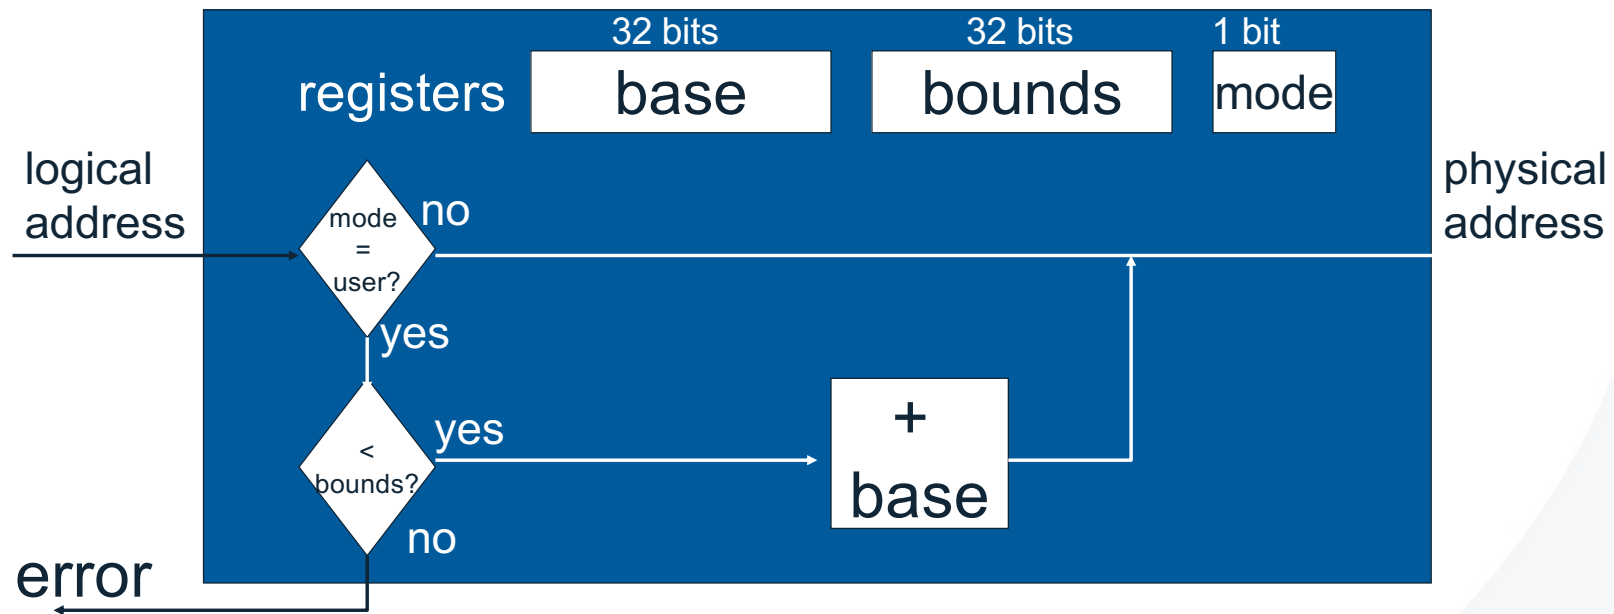 32 bits
32 bits
1 bit
registers
base
bounds
mode
logical
address
physical
address
mode
=
user?
no
yes
<
bounds?
yes
no
+
base
error